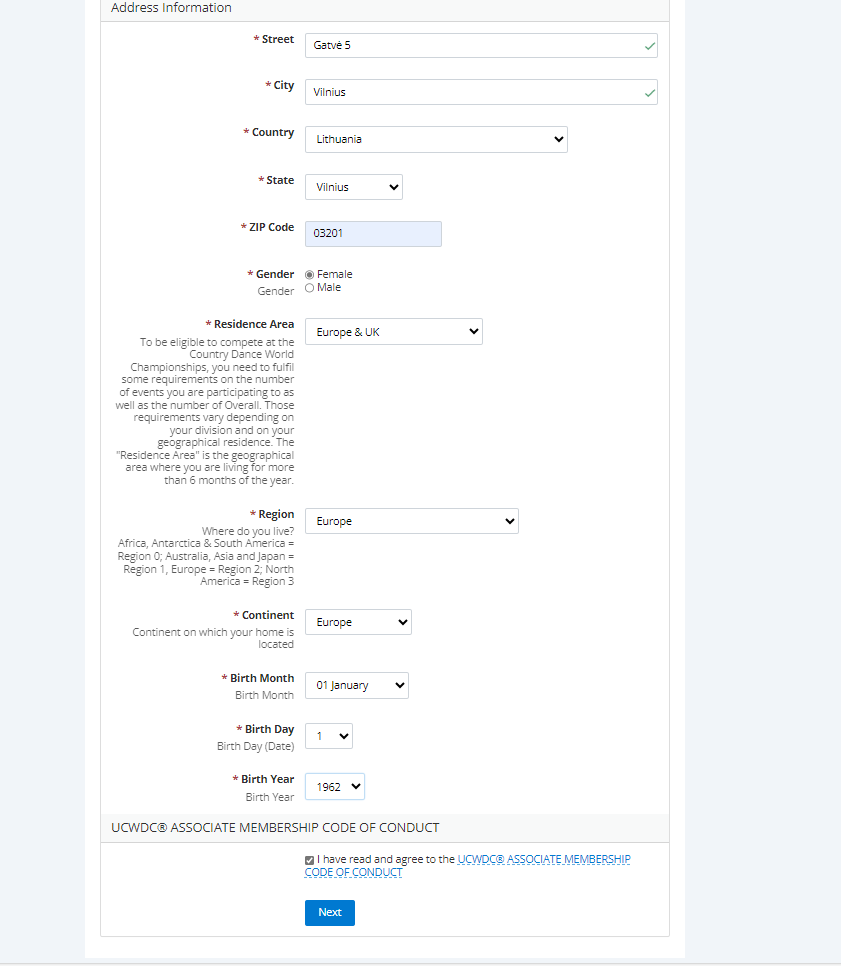 Address Information
* Street
Gatvė 5
* City
Vilnius
* Country
Lithuania
* State
Vilnius
* ZIP Code
03201
* Gender
Gender
Female
Male
* Residence Area
Europe & UK
To be eligible to compete at the
Country Dance World
Championships, you need to fulfil
some requirements on the number
of events you are participating to as
well as the number of Overall. Those
requirements vary depending on
your division and on your
geographical residence. The
"Residence Area" is the geographical
area where you are living for more
than 6 months of the year.
* Region
Europe
Where do you live?
Africa, Antarctica & South America =
Region 0; Australia, Asia and Japan =
Region 1, Europe = Region 2; North
America = Region 3
* Continent
Europe
Continent on which your home is
located
* Birth Month
01 January
Birth Month
* Birth Day
1
Birth Day (Date)
* Birth Year
1962
Birth Year
UCWDC® ASSOCIATE MEMBERSHIP CODE OF CONDUCT
I have read and agree to the UCWDC® ASSOCIATE MEMBERSHIP
CODE OF CONDUCT
Next